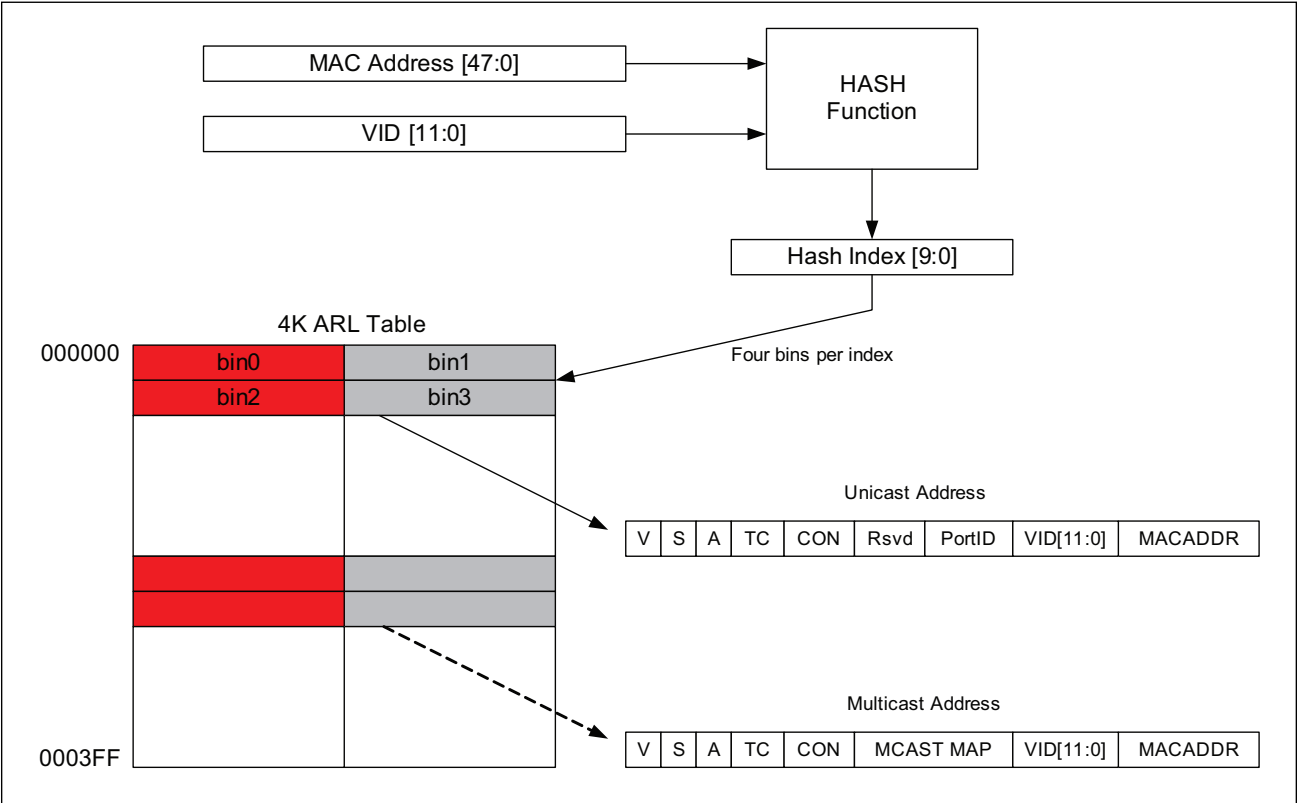 MAC Address [47:0]
HASH
Function
VID [11:0]
Hash Index [9:0]
4K ARL Table
000000
bin0 bin1
Four bins per index
bin2 bin3
Unicast Address
V S A TC CON Rsvd PortID VID[11:0] MACADDR
Multicast Address
V S A TC CON MCAST MAP VID[11:0] MACADDR
0003FF